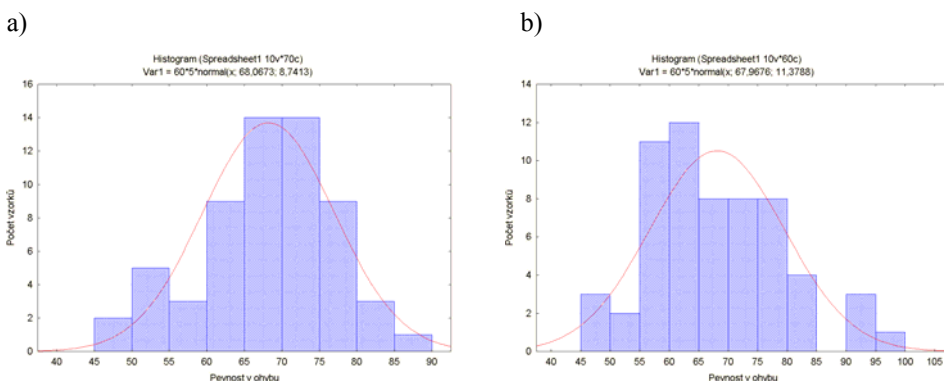 a)
Histogram (Spreadsheet1 10v*70c)
Var1 = 60*5*normal(x; 68,0673; 8,7413)
16
14
12
10
8
6
4
2
0
Počet vzorků
40 45 50 55 60 65 70 75 80 85 90
Pevnost v ohybu
b)
Histogram (Spreadsheet1 10v*60c)
Var1 = 60*5*normal(x; 67,9676; 11,3788)
14
12
10
8
6
4
2
0
Počet vzorků
40 45 50 55 60 65 70 75 80 85 90 95 100 105
Pevnost v ohybu